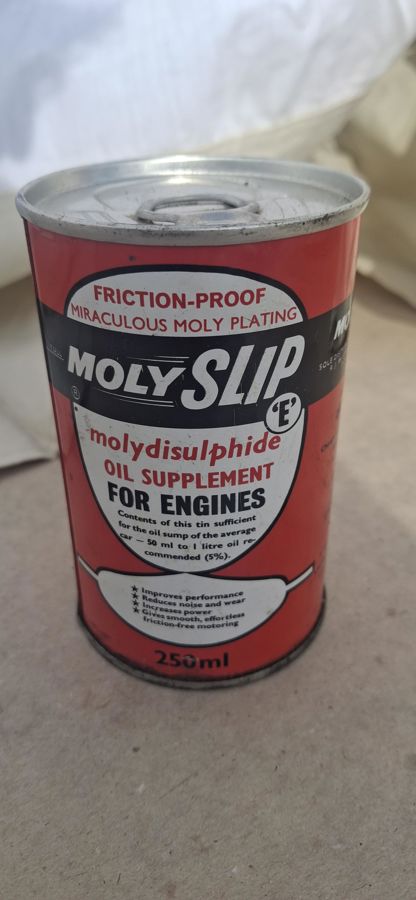 FRICTION-PROOF
MIRACULOUS MOLY PLATING
MOLYSLIP
®
'E'
molydisulphide
OIL SUPPLEMENT
FOR ENGINES
Contents of this tin sufficient
for the oil sump of the average
car — 50 ml to 1 litre oil re-
commended (5%).
★ Improves performance
★ Reduces noise and wear
★ Increases power
★ Gives smooth, effortless
friction-free motoring
250ml